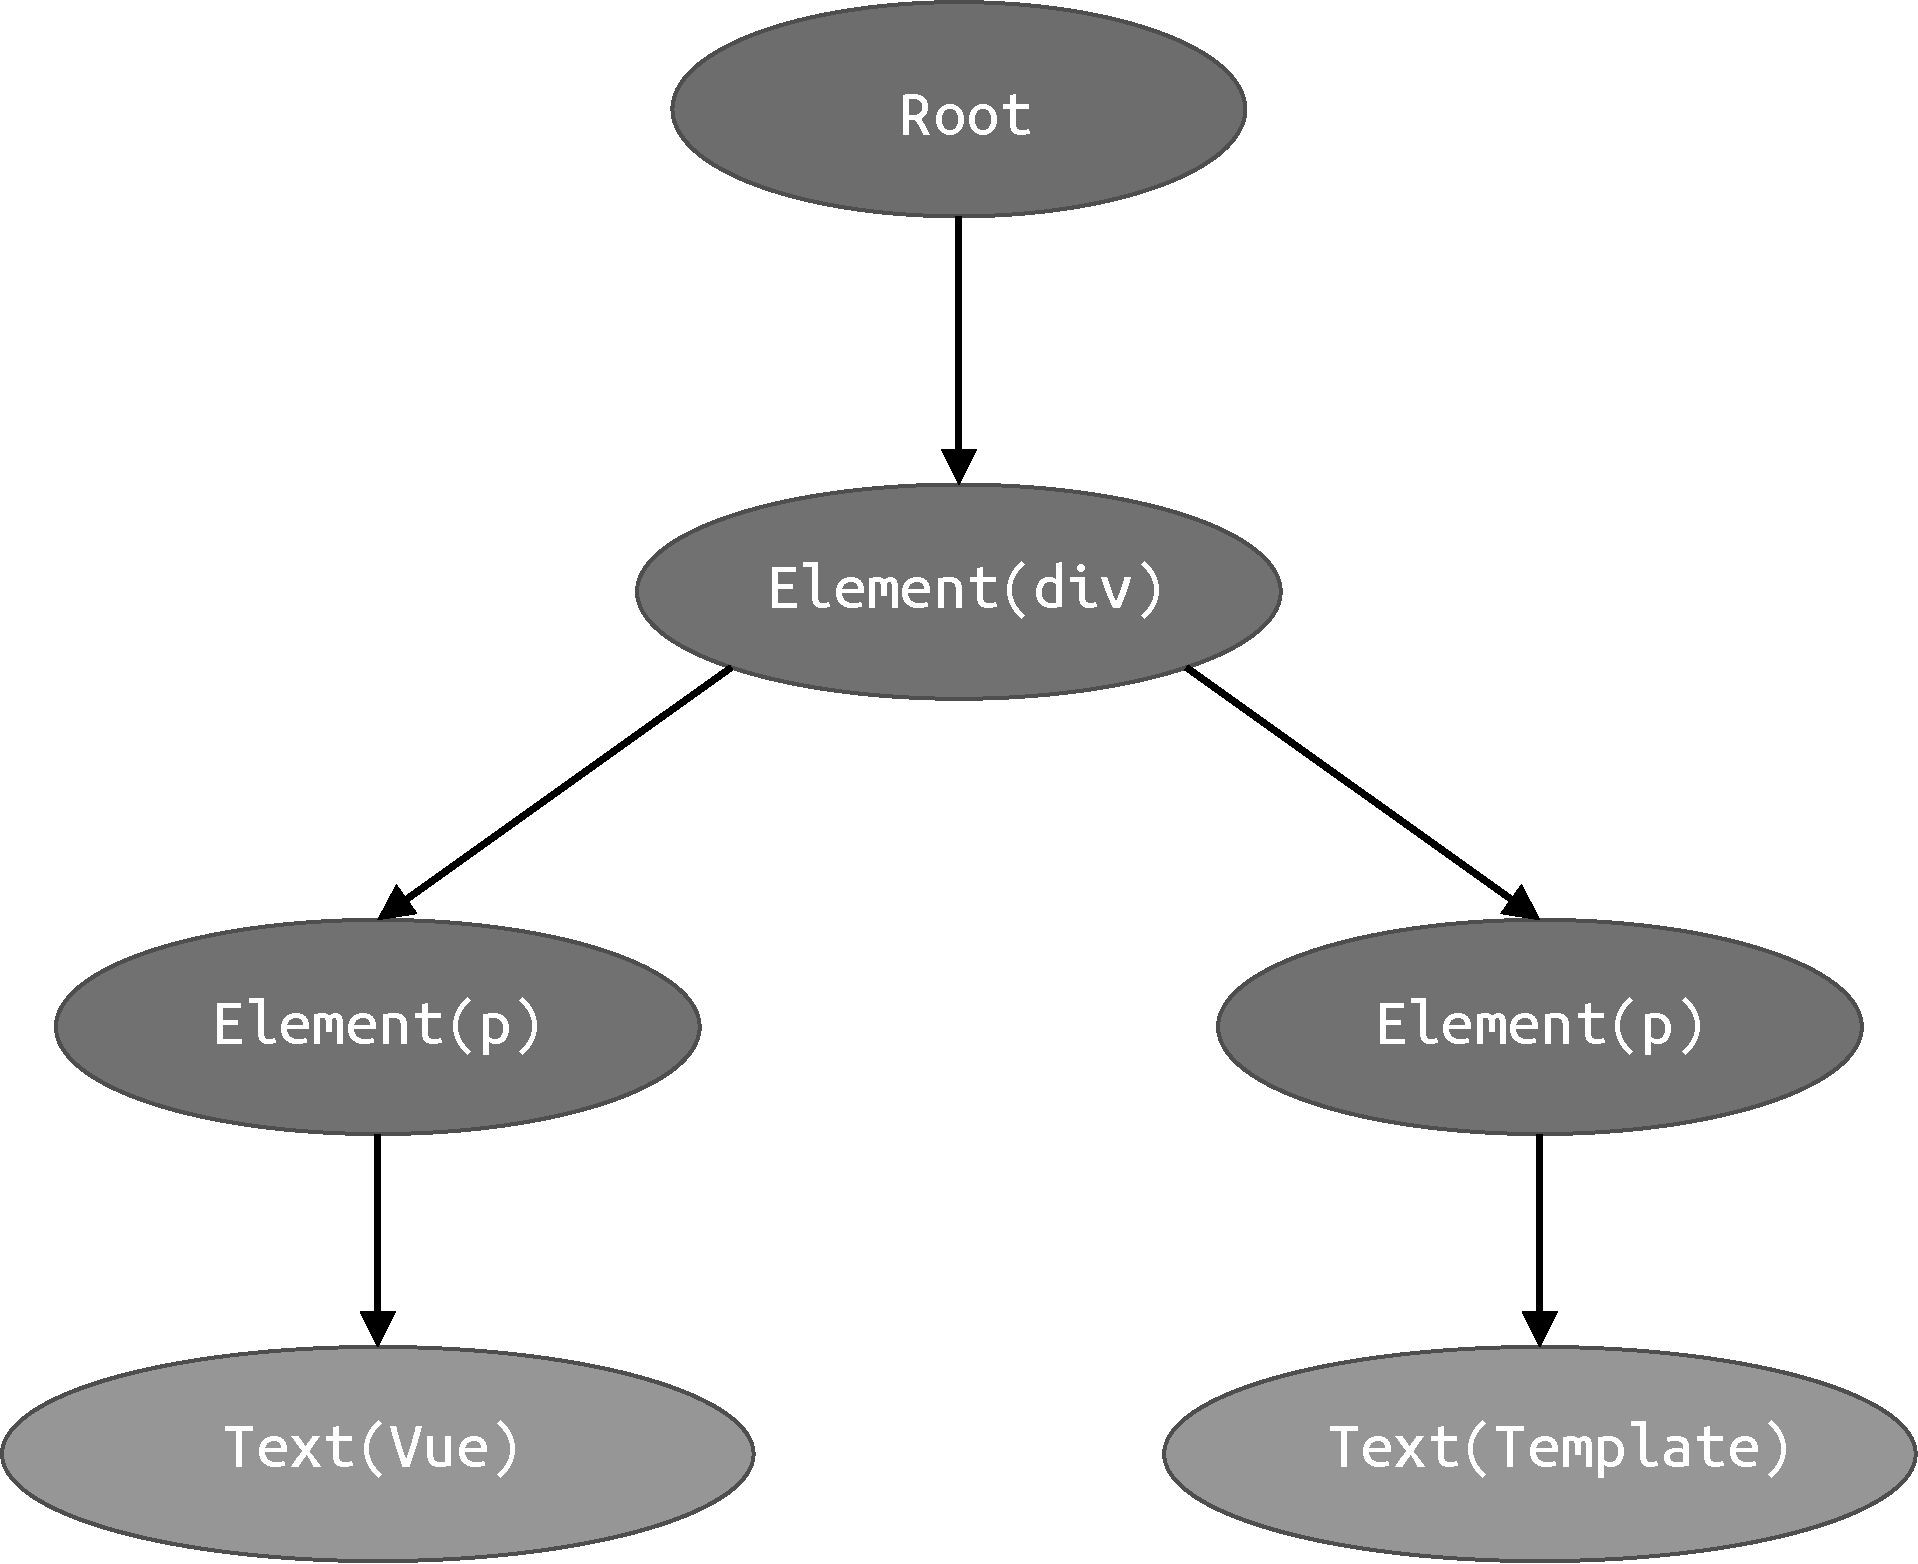 Root
Element(div)
Element(p)
Element(p)
Text(Vue)
Text(Template)